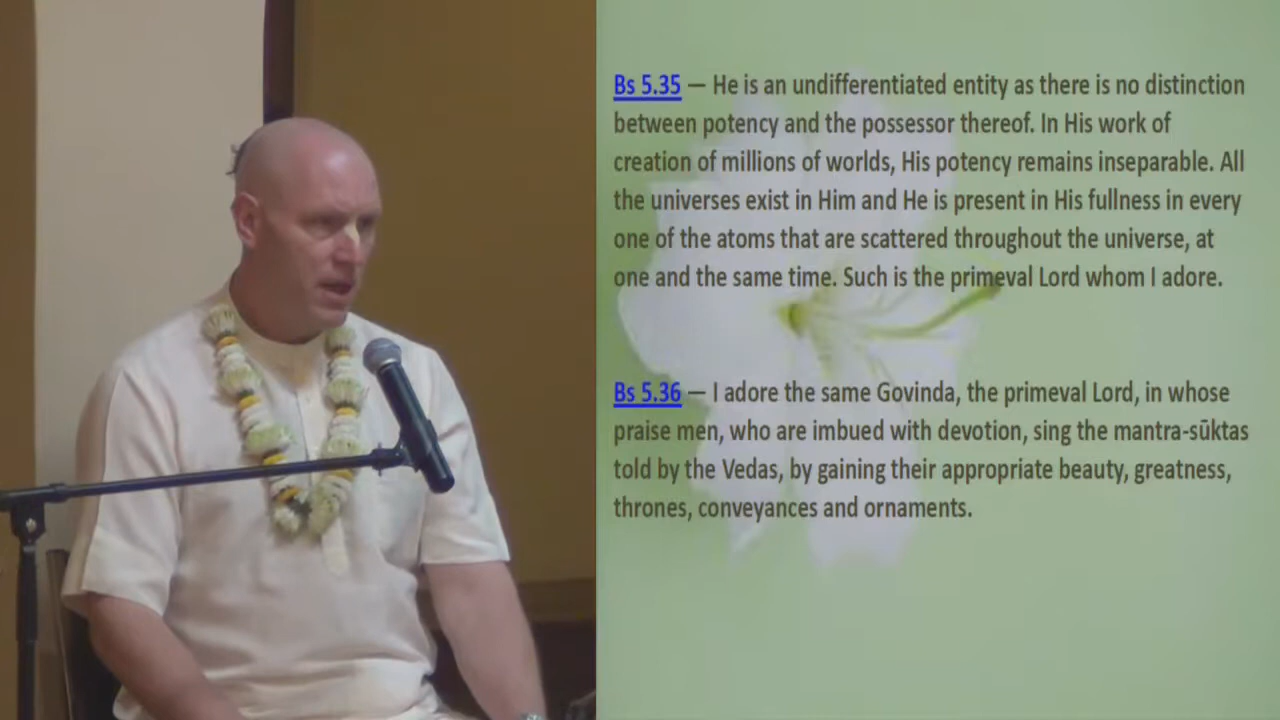 Bs 5.35 — He is an undifferentiated entity as there is no distinction
between potency and the possessor thereof. In His work of
creation of millions of worlds, His potency remains inseparable. All
the universes exist in Him and He is present in His fullness in every
one of the atoms that are scattered throughout the universe, at
one and the same time. Such is the primeval Lord whom I adore.
Bs 5.36 — I adore the same Govinda, the primeval Lord, in whose
praise men, who are imbued with devotion, sing the mantra-sūktas
told by the Vedas, by gaining their appropriate beauty, greatness,
thrones, conveyances and ornaments.